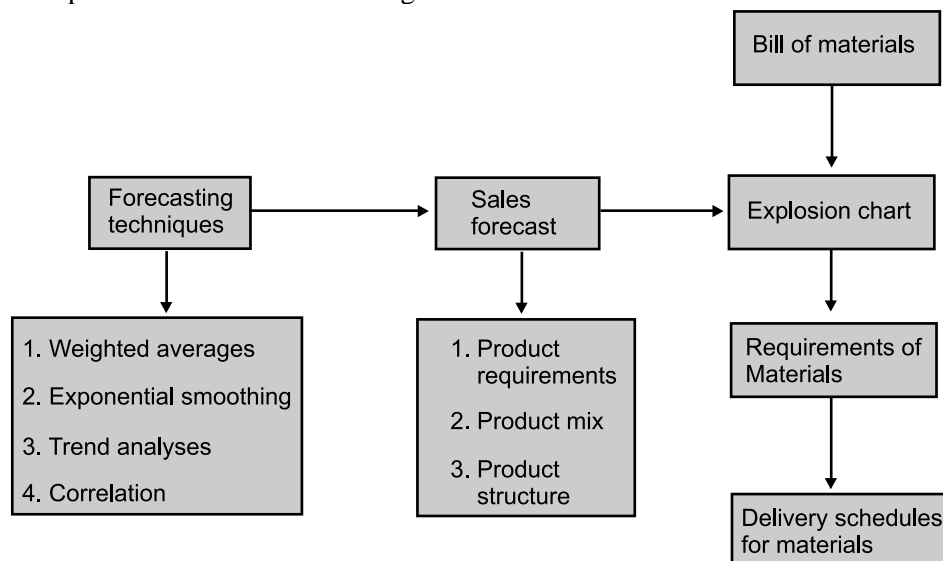 Bill of materials
Forecasting
techniques
Sales
forecast
Explosion chart
1. Weighted averages
2. Exponential smoothing
3. Trend analyses
4. Correlation
1. Product
requirements
2. Product mix
3. Product
structure
Requirements of
Materials
Delivery schedules
for materials